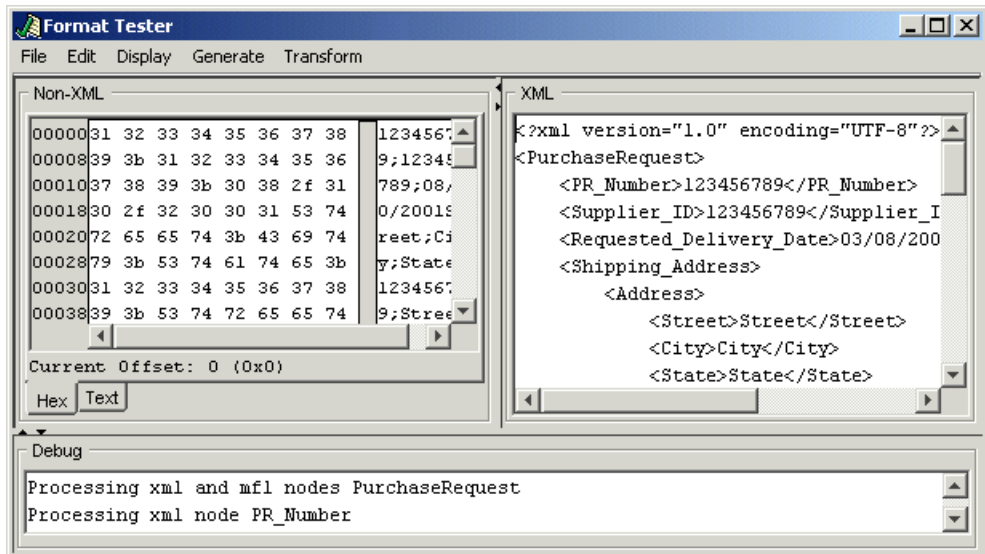 Format Tester
File Edit Display Generate Transform
Non-XML
00000 31 32 33 34 35 36 37 38 1234567
00008 39 3b 31 32 33 34 35 36 9;12345
00010 37 38 39 3b 30 38 2f 31 789;08/
00018 30 2f 32 30 30 31 53 74 0/2001S
00020 72 65 65 74 3b 43 69 74 reet;Ci
00028 79 3b 53 74 61 74 65 3b y;State
00030 31 32 33 34 35 36 37 38 1234567
00038 39 3b 53 74 72 65 65 74 9;Stree
Current Offset: 0 (0x0)
Hex Text
XML
<?xml version="1.0" encoding="UTF-8"?>
<PurchaseRequest>
<PR_Number>123456789</PR_Number>
<Supplier_ID>123456789</Supplier_I
<Requested_Delivery_Date>03/08/200
<Shipping_Address>
<Address>
<Street>Street</Street>
<City>City</City>
<State>State</State>
Debug
Processing xml and mfl nodes PurchaseRequest
Processing xml node PR_Number